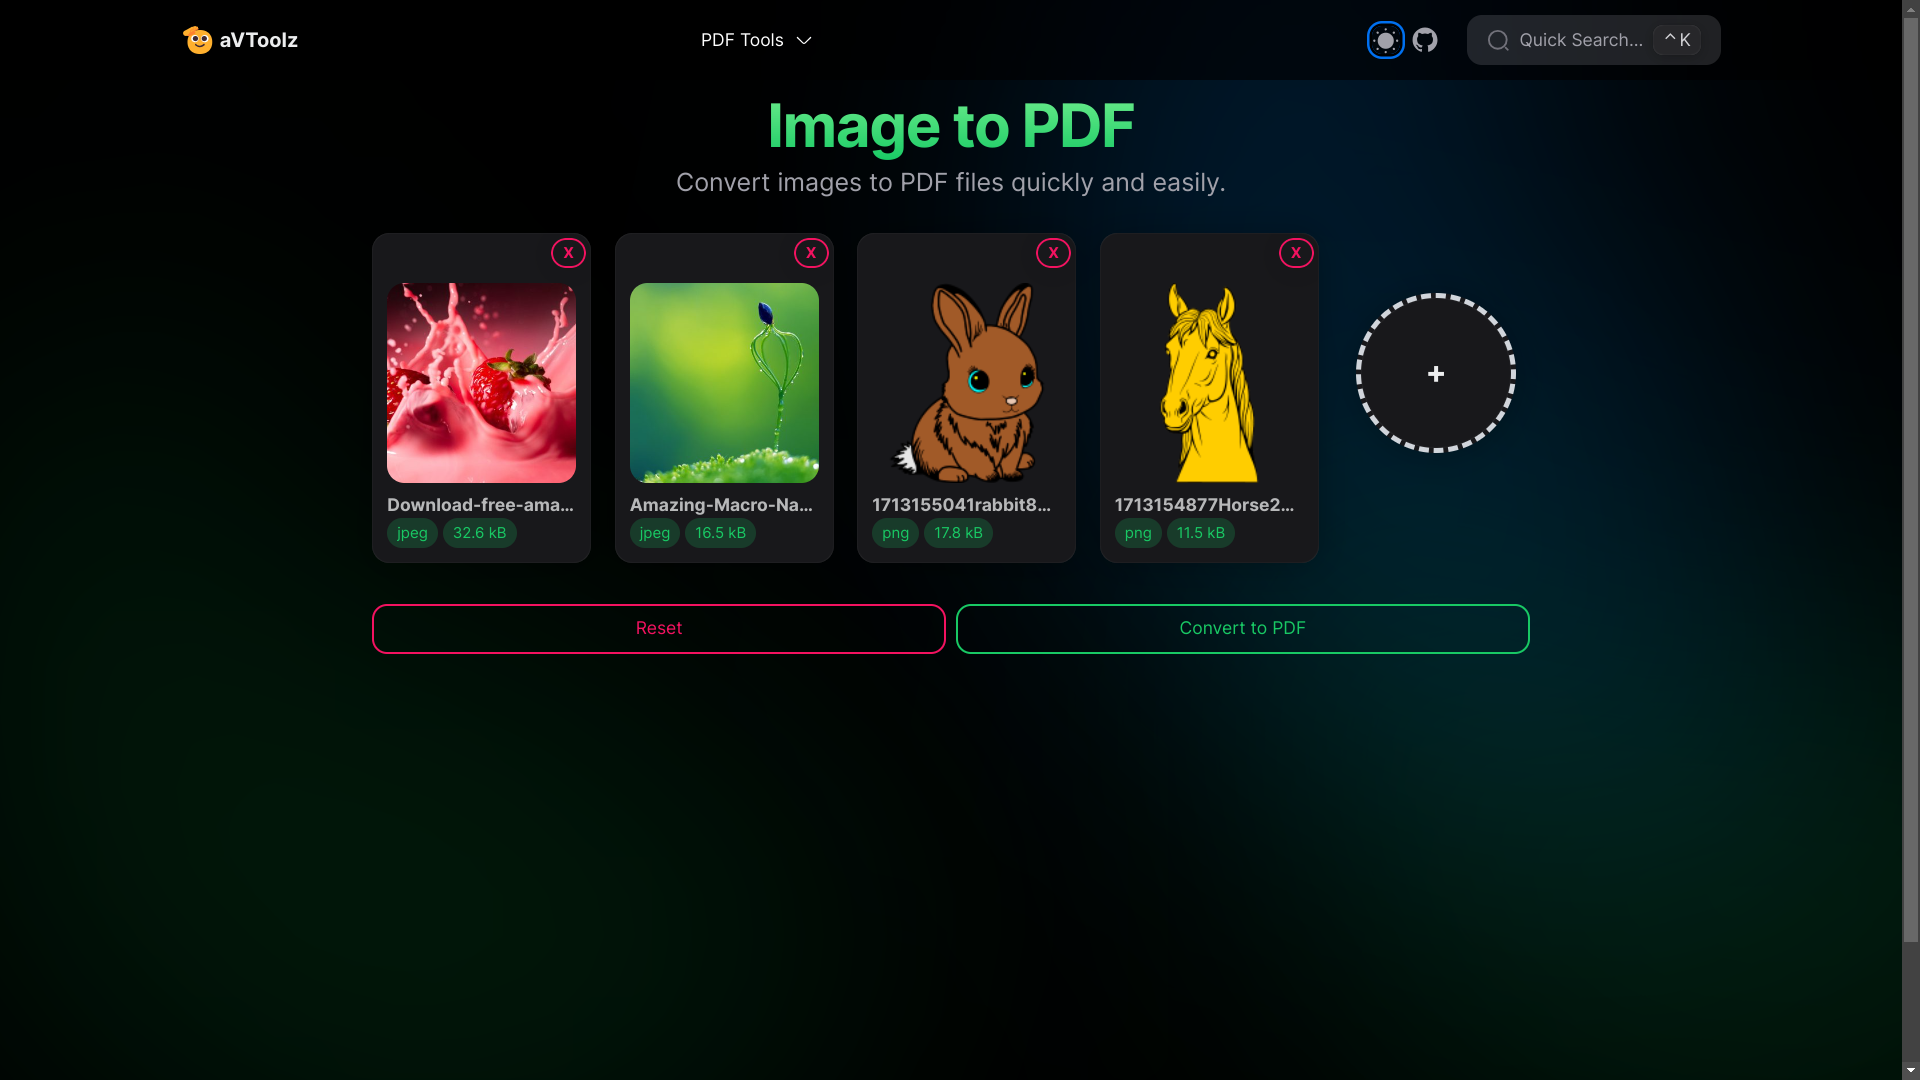 aVToolz
PDF Tools
Quick Search...
⌃ K
Image to PDF
Convert images to PDF files quickly and easily.
X
X
X
X
Download-free-ama...
Amazing-Macro-Na...
1713155041rabbit8...
1713154877Horse2...
jpeg 32.6 kB
jpeg 16.5 kB
png 17.8 kB
png 11.5 kB
+
Reset
Convert to PDF